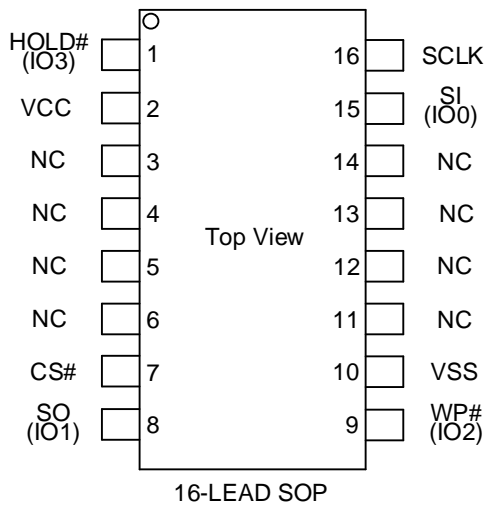 HOLD#
(IO3) 1 16 SCLK
VCC 2 15 SI
(IO0)
NC 3 14 NC
NC 4 13 NC
Top View
NC 5 12 NC
NC 6 11 NC
CS# 7 10 VSS
SO
(IO1) 8 9 WP#
(IO2)
16-LEAD SOP